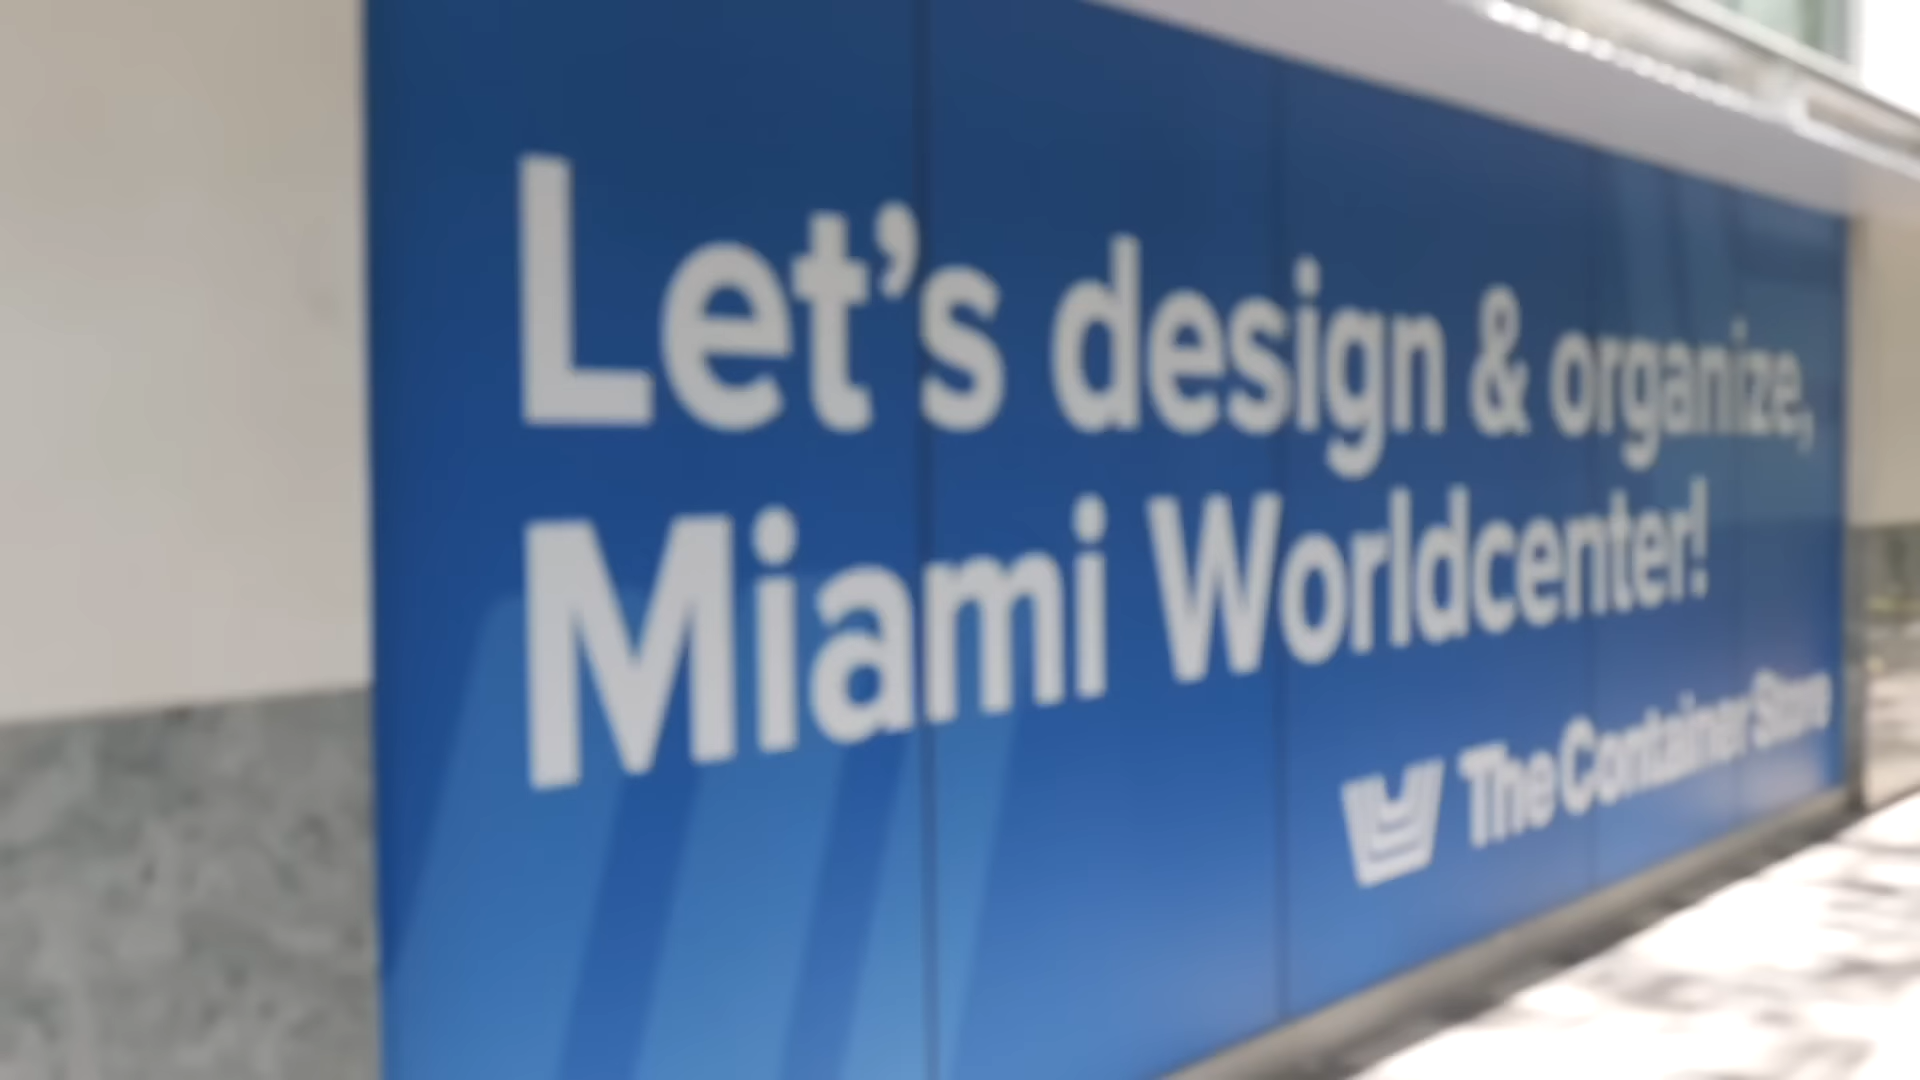 Let’s design & organize,
Miami Worldcenter!
The Container Store